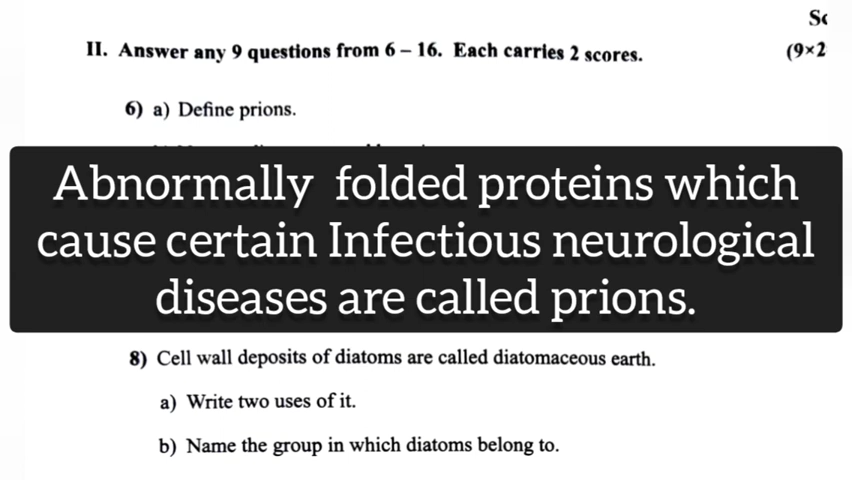 Sc
II. Answer any 9 questions from 6 – 16. Each carries 2 scores. (9×2
6) a) Define prions.
Abnormally folded proteins which
cause certain Infectious neurological
diseases are called prions.
8) Cell wall deposits of diatoms are called diatomaceous earth.
a) Write two uses of it.
b) Name the group in which diatoms belong to.